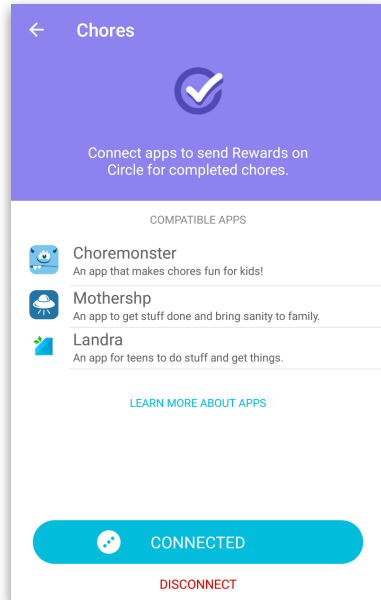 Chores
Connect apps to send Rewards on
Circle for completed chores.
COMPATIBLE APPS
Choremonster
An app that makes chores fun for kids!
Mothershp
An app to get stuff done and bring sanity to family.
Landra
An app for teens to do stuff and get things.
LEARN MORE ABOUT APPS
CONNECTED
DISCONNECT